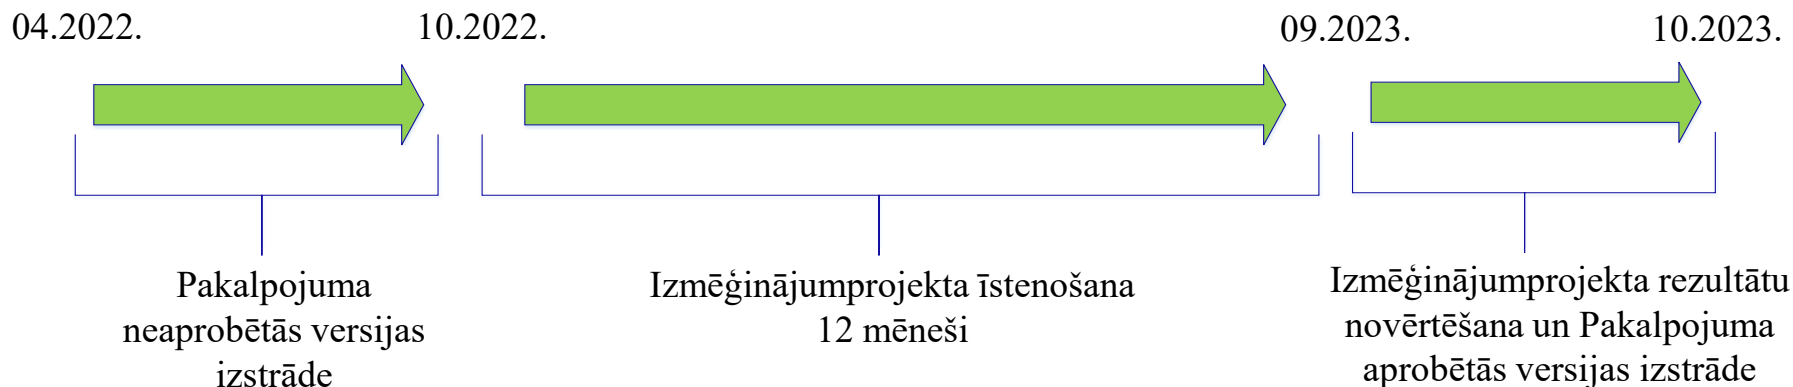 04.2022.
10.2022.
09.2023.
10.2023.
Pakalpojuma
neaprobētās versijas
izstrāde
Izmēģinājumprojekta īstenošana
12 mēneši
Izmēģinājumprojekta rezultātu
novērtēšana un Pakalpojuma
aprobētās versijas izstrāde